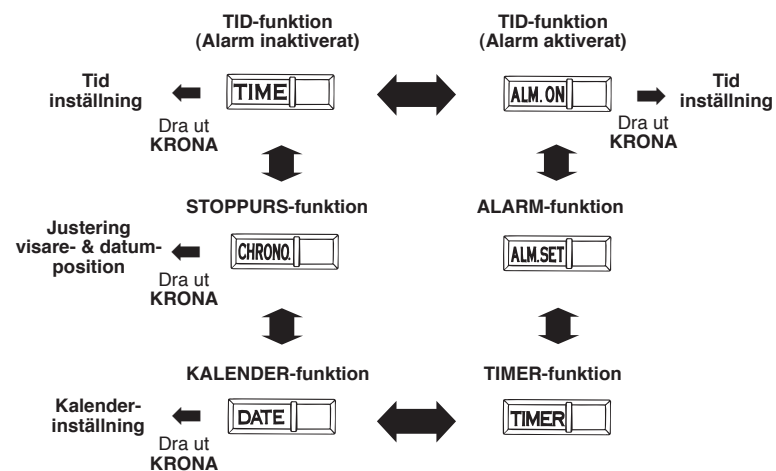 TID-funktion
(Alarm inaktiverat)
TID-funktion
(Alarm aktiverat)
Tid
inställning
TIME
ALM. ON
Tid
inställning
Dra ut
KRONA
Dra ut
KRONA
STOPPURS-funktion
ALARM-funktion
Justering
visare- & datum-
position
CHRONO.
ALM.SET
Dra ut
KRONA
KALENDER-funktion
TIMER-funktion
Kalender-
inställning
DATE
TIMER
Dra ut
KRONA